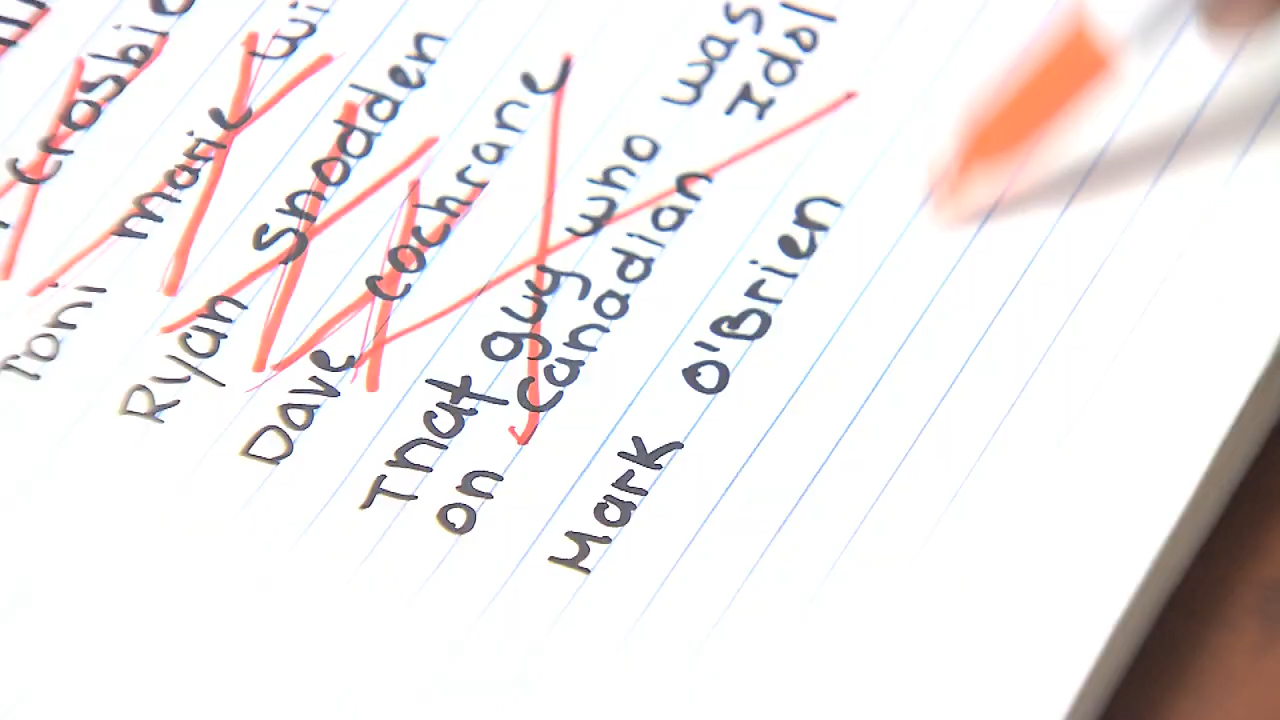 crosbie
Toni marie
Ryan Snodden
Dave cochrane
That guy who was
on canadian Idol
Mark O'Brien